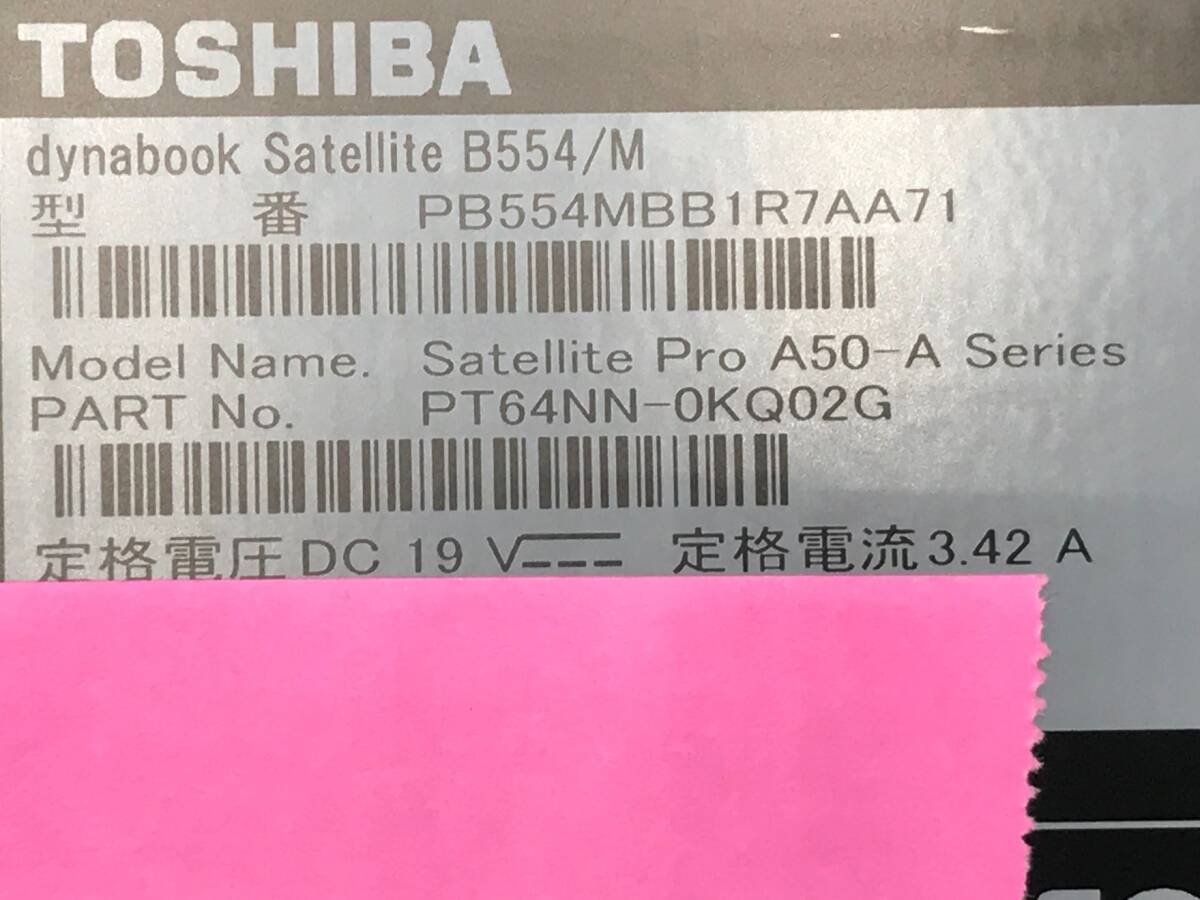 TOSHIBA
dynabook Satellite B554/M
型番 PB554MBB1R7AA71
Model Name. Satellite Pro A50-A Series
PART No. PT64NN-0KQ02G
定格電圧DC 19 V 定格電流3.42 A